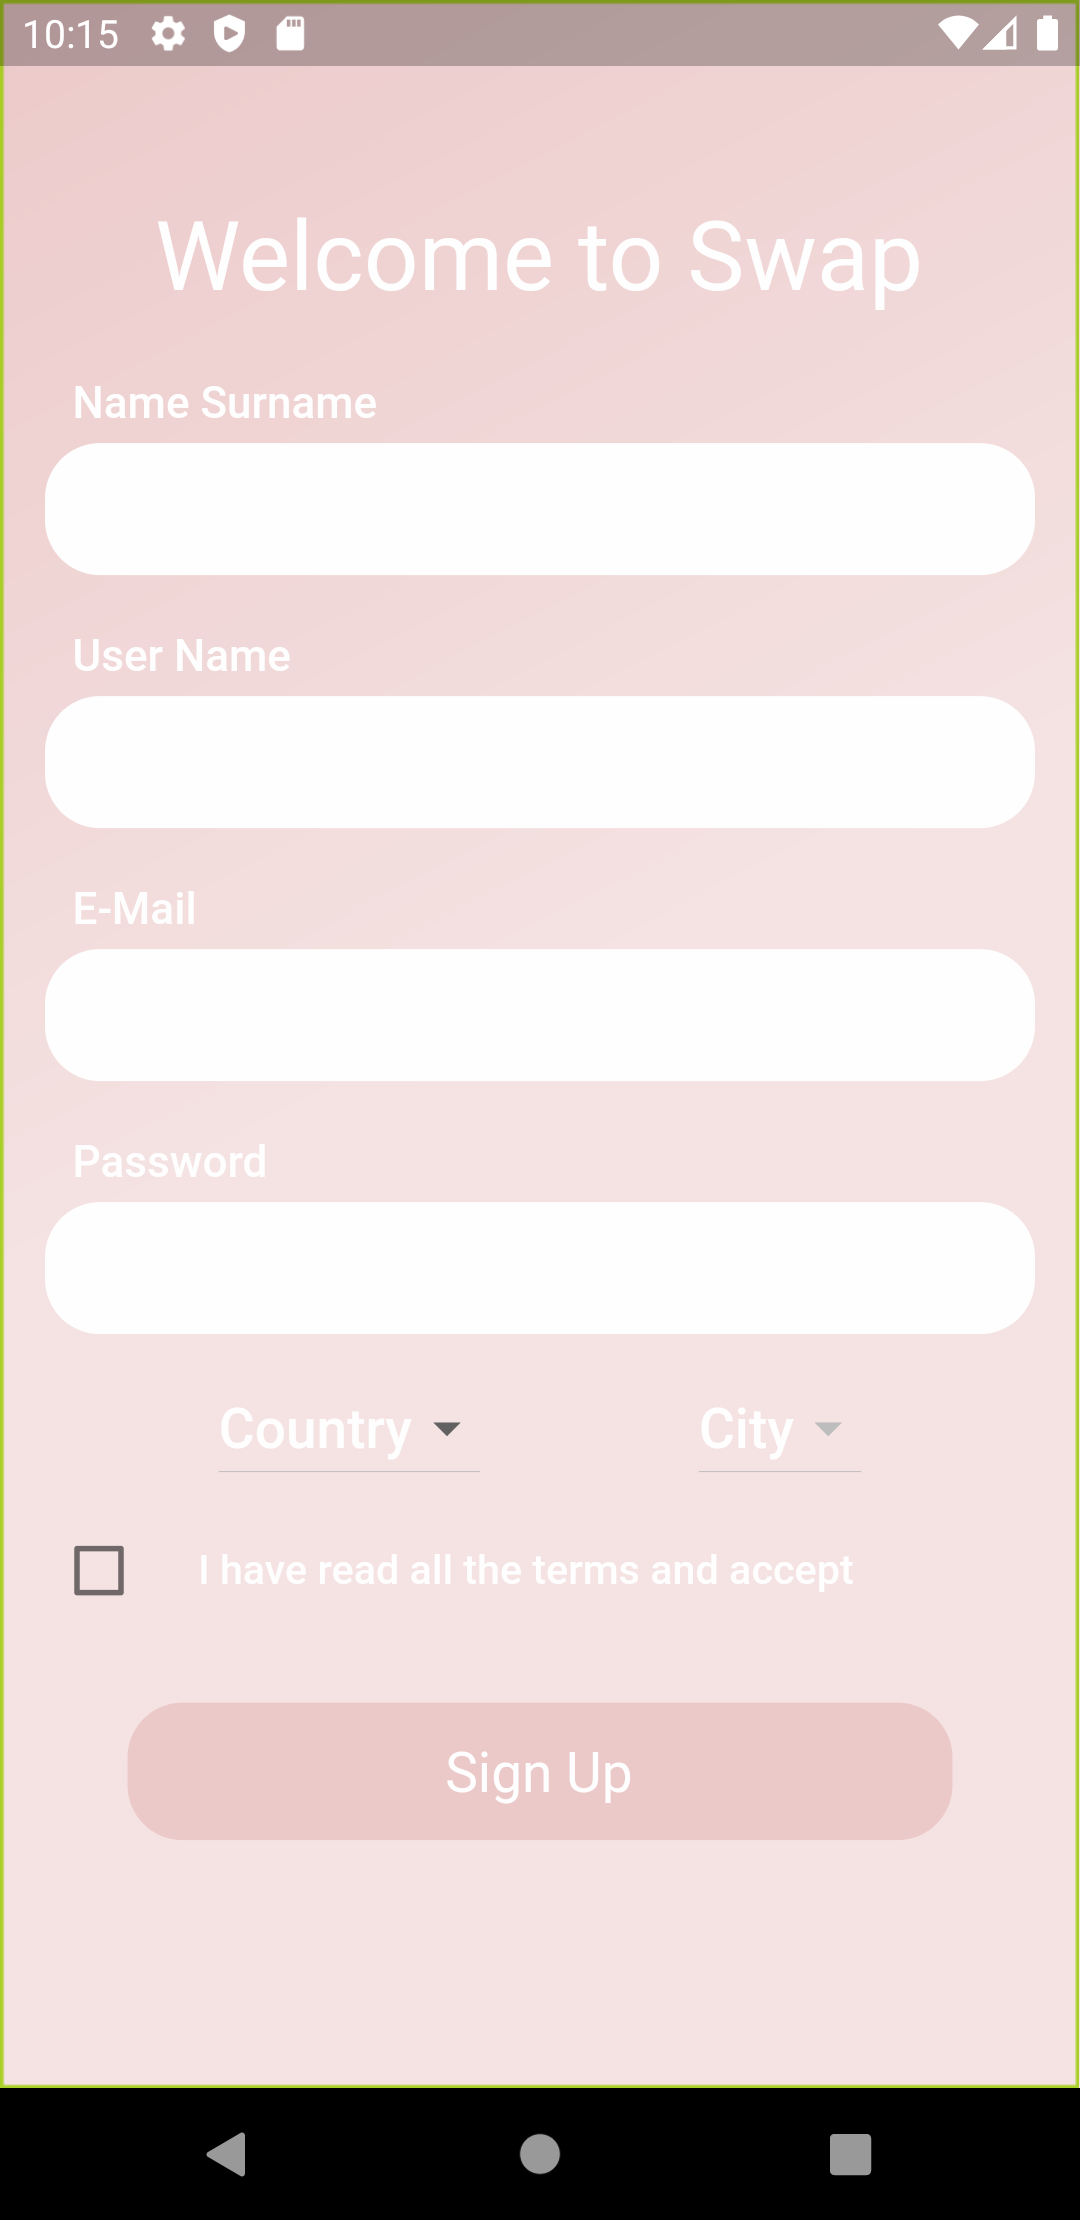 10:15
Welcome to Swap
Name Surname
User Name
E-Mail
Password
Country City
I have read all the terms and accept
Sign Up